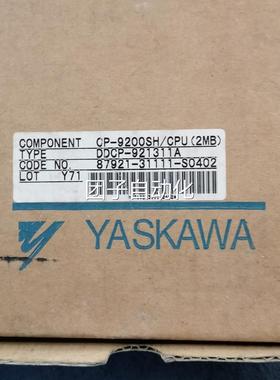 COMPONENT CP-9200SH/CPU(2MB)
TYPE DDCP-921311A
CODE NO. 87921-31111-S0402
LOT Y71
团子自动化
YASKAWA